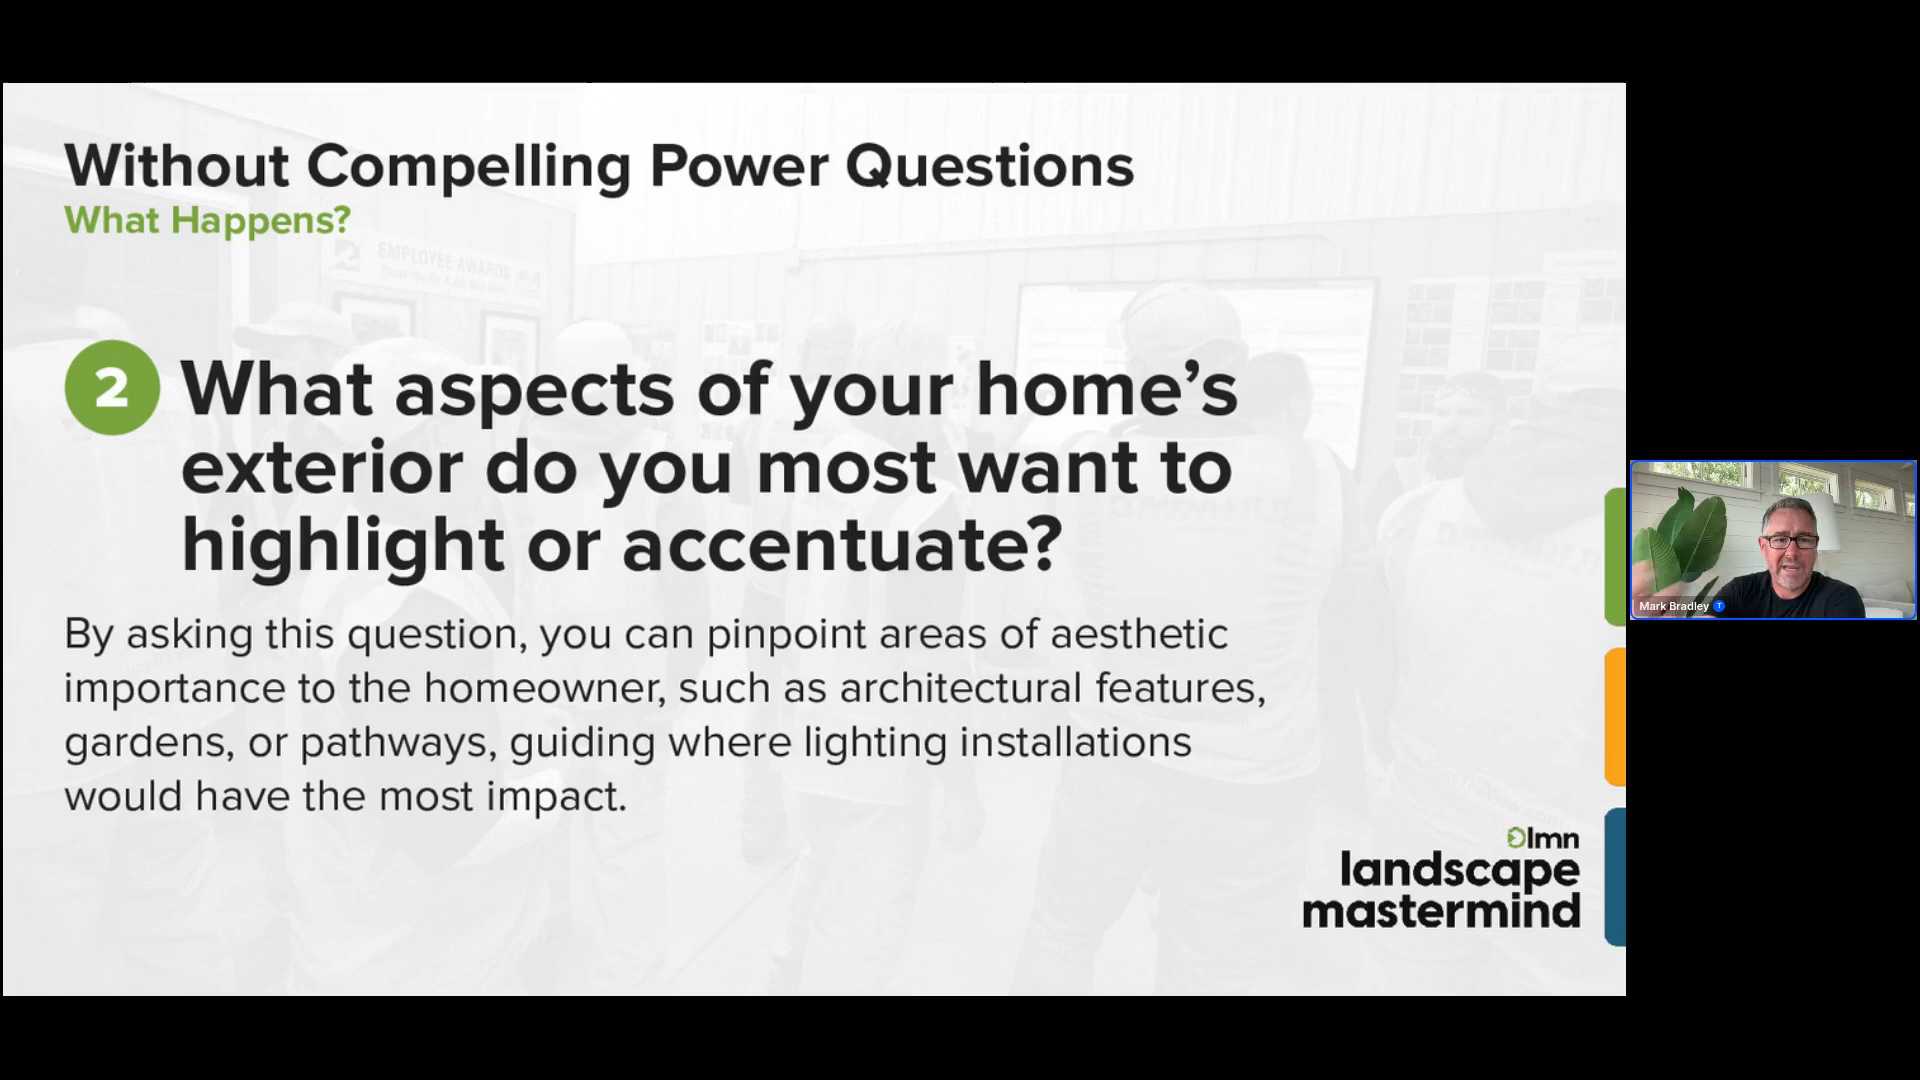 Without Compelling Power Questions
What Happens?
EMPLOYEE AWARDS
2
What aspects of your home’s
exterior do you most want to
highlight or accentuate?
By asking this question, you can pinpoint areas of aesthetic
importance to the homeowner, such as architectural features,
gardens, or pathways, guiding where lighting installations
would have the most impact.
lmn
landscape
mastermind
Mark Bradley
T